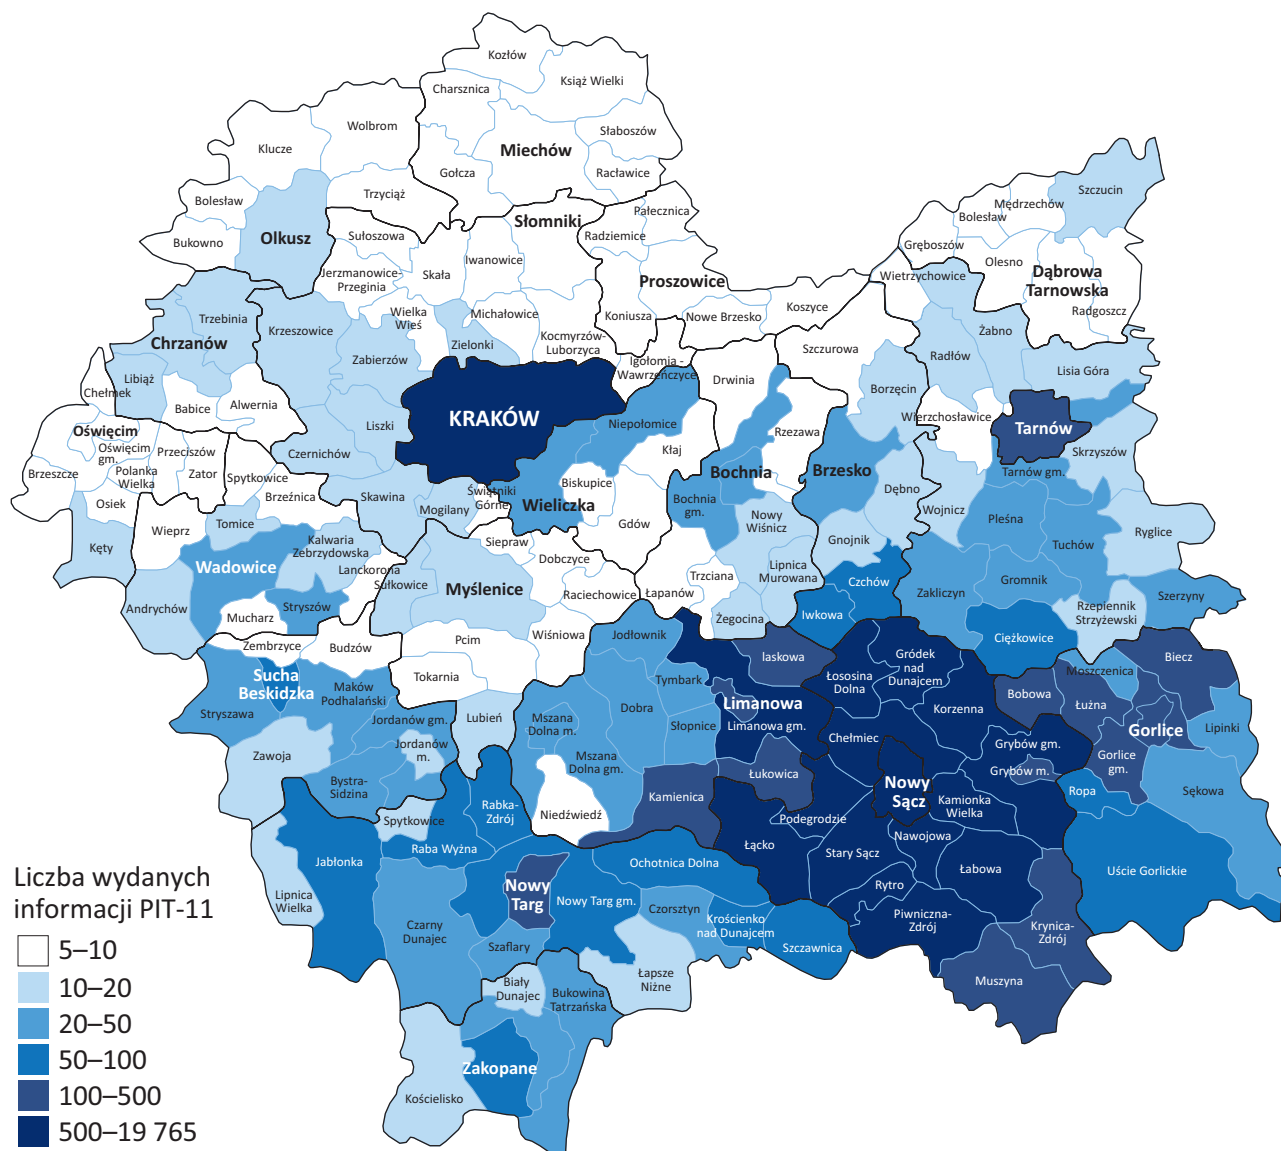 Kozłów
Książ Wielki
Charsznica
Wolbrom
Słaboszów
Klucze
Miechów
Gołcza
Racławice
Szczucin
Trzyciąż
Bolesław
Mędrzechów
Pałecznica
Bolesław
Słomniki
Olkusz
Sułoszowa
Radziemice
Bukowno
Gręboszów
Iwanowice
Olesno
Skała
Jerzmanowice-
Przeginia
Wietrzychowice
Dąbrowa
Tarnowska
Proszowice
Koszyce
Radgoszcz
Wielka
Wieś
Michałowice
Koniusza
Nowe Brzesko
Trzebinia
Krzeszowice
Żabno
Chrzanów
Zielonki
Kocmyrzów-
Luborzyca
Zabierzów
Szczurowa
Radłów
Igołomia -
Wawrzeńczyce
Lisia Góra
Libiąż
Chełmek
Drwinia
Borzęcin
Babice
Alwernia
KRAKÓW
Wierzchosławice
Liszki
Niepołomice
Tarnów
Oświęcim
Rzezawa
Oświęcim
gm.
Przeciszów
Kłaj
Skrzyszów
Czernichów
Brzeszcze
Polanka
Wielka
Zator
Spytkowice
Bochnia
Brzesko
Tarnów gm.
Biskupice
Dębno
Osiek
Brzeźnica
Skawina
Świątniki
Górne
Wieliczka
Bochnia
gm.
Mogilany
Wojnicz
Nowy
Wiśnicz
Pleśna
Wieprz
Tomice
Gdów
Ryglice
Kalwaria
Zebrzydowska
Siepraw
Gnojnik
Tuchów
Kęty
Lipnica
Murowana
Dobczyce
Wadowice
Lanckorona
Trzciana
Czchów
Gromnik
Sułkowice
Myślenice
Raciechowice
Łapanów
Zakliczyn
Szerzyny
Andrychów
Stryszów
Mucharz
Żegocina
Iwkowa
Rzepiennik
Strzyżewski
Wiśniowa
Jodłownik
Ciężkowice
Pcim
Zembrzyce
Budzów
Gródek
nad
Dunajcem
laskowa
Biecz
Sucha
Beskidzka
Tokarnia
Tymbark
Łososina
Dolna
Moszczenica
Maków
Podhalański
Bobowa
Łużna
Limanowa
Dobra
Korzenna
Stryszawa
Jordanów gm.
Lubień
Mszana
Dolna m.
Słopnice
Limanowa gm.
Gorlice
Lipinki
Chełmiec
Grybów gm.
Jordanów
m.
Zawoja
Mszana
Dolna gm.
Gorlice
gm.
Łukowica
Grybów m.
Bystra-
Sidzina
Nowy
Sącz
Ropa
Sękowa
Kamienica
Kamionka
Wielka
Rabka-
Zdrój
Niedźwiedź
Spytkowice
Podegrodzie
Nawojowa
Raba Wyżna
Łącko
Stary Sącz
Jabłonka
Ochotnica Dolna
Łabowa
Uście Gorlickie
Rytro
Nowy
Targ
Lipnica
Wielka
Nowy Targ gm.
Czorsztyn
Piwniczna-
Zdrój
Krościenko
nad Dunajcem
Czarny
Dunajec
Krynica-
Zdrój
Szaflary
Szczawnica
Biały
Dunajec
Łapsze
Niżne
Muszyna
Bukowina
Tatrzańska
Zakopane
Kościelisko
Liczba wydanych
informacji PIT-11
5–10
10–20
20–50
50–100
100–500
500–19 765